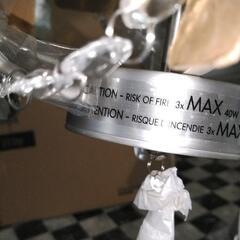 CAUTION - RISK OF FIRE 3x MAX 40W
ATTENTION - RISQUE D'INCENDIE 3x MAX